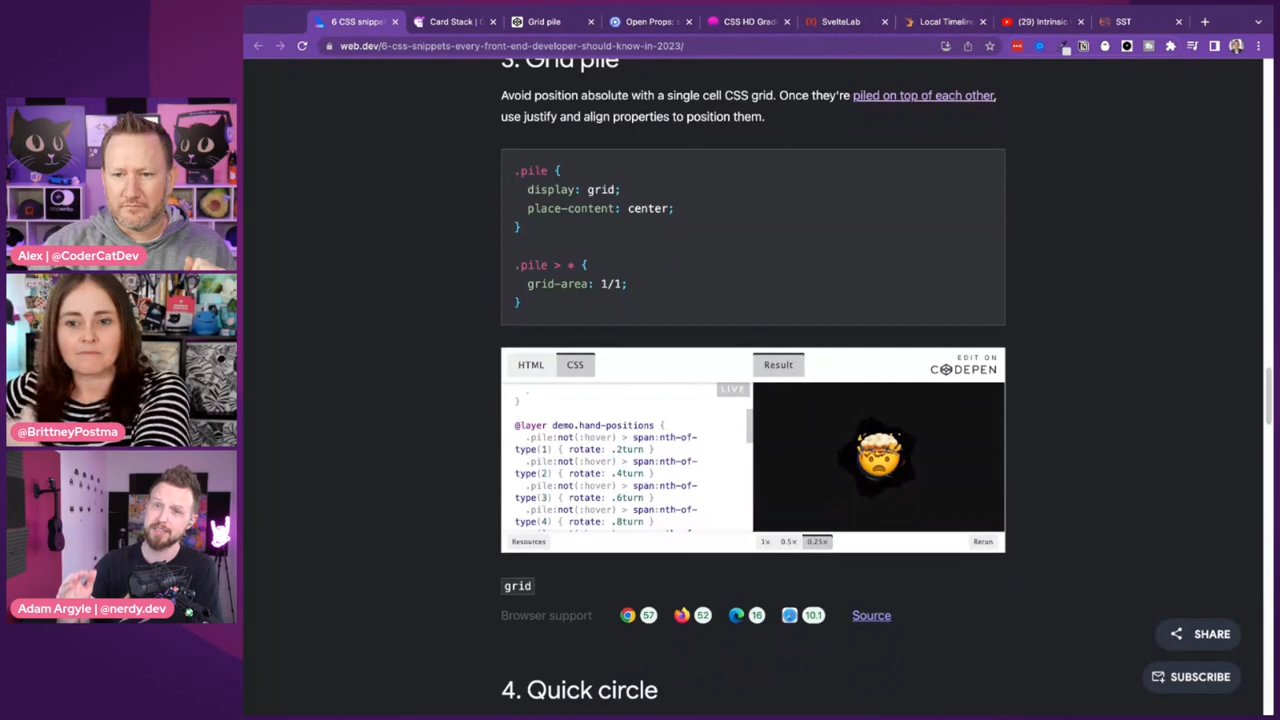 6 CSS snippet
Card Stack | C
Grid pile
Open Props: s
CSS HD Grad
SvelteLab
Local Timeline
(30) Intrinsic
SST
web.dev/6-css-snippets-every-front-end-developer-should-know-in-2023/
3. Grid pile
Avoid position absolute with a single cell CSS grid. Once they're piled on top of each other,
use justify and align properties to position them.
.pile {
display: grid;
place-content: center;
}
.pile > * {
grid-area: 1/1;
}
HTML
CSS
Result
EDIT ON
CODEPEN
LIVE
}
@layer demo.hand-positions {
.pile:not(:hover) > span:nth-of-
type(1) { rotate: .2turn }
.pile:not(:hover) > span:nth-of-
type(2) { rotate: .4turn }
.pile:not(:hover) > span:nth-of-
type(3) { rotate: .6turn }
.pile:not(:hover) > span:nth-of-
type(4) { rotate: .8turn }
Resources
1×
0.5×
0.25×
Rerun
grid
Browser support
57
52
16
10.1
Source
4. Quick circle
SHARE
SUBSCRIBE
Alex | @CoderCatDev
@BrittneyPostma
Adam Argyle | @nerdy.dev